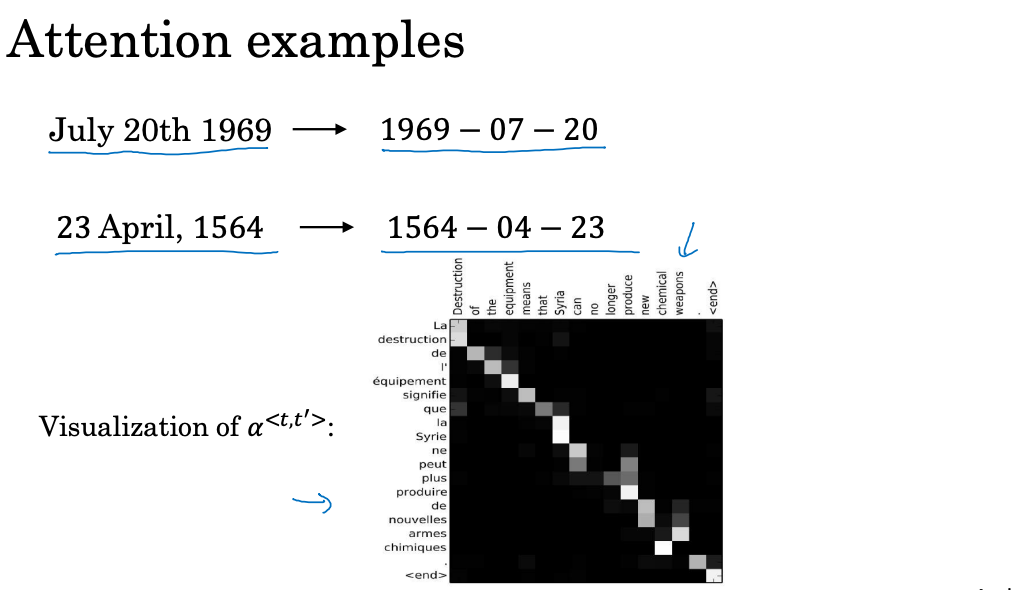 Attention examples
July 20th 1969 → 1969 – 07 – 20
23 April, 1564 → 1564 – 04 – 23
Destruction of the equipment means that Syria can no longer produce new chemical weapons . <end>
La
destruction
de
l'
équipement
signifie
que
la
Syrie
ne
peut
plus
produire
de
nouvelles
armes
chimiques
.
<end>
Visualization of α<t,t′>: